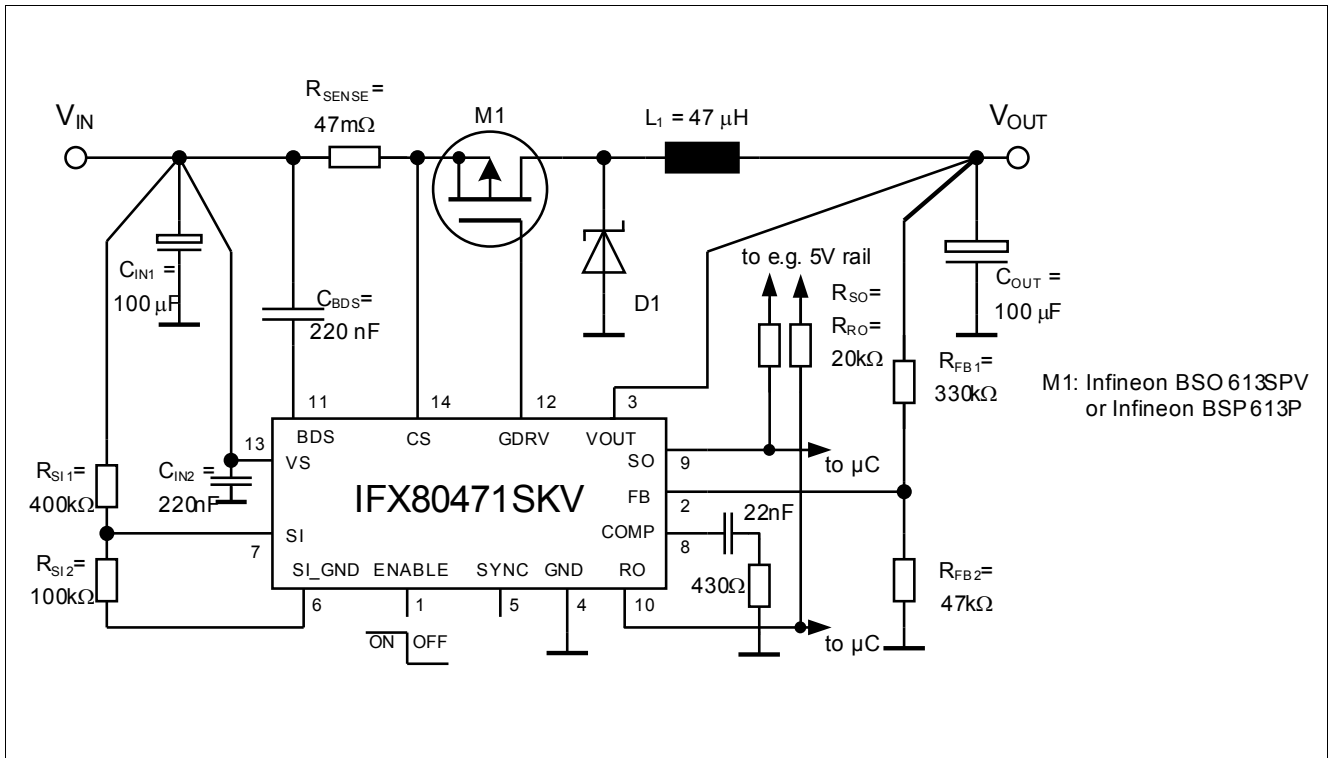 V_IN
R_SENSE=
47mΩ
M1
L₁ = 47 µH
V_OUT
C_IN1 =
100 µF
C_BDS=
220 nF
D1
to e.g. 5V rail
R_SO=
R_RO=
20kΩ
C_OUT =
100 µF
R_FB1=
330kΩ
M1: Infineon BSO 613SPV
or Infineon BSP613P
11
14
12
3
13
BDS
CS
GDRV
VOUT
VS
SO
9
to µC
R_SI1=
400kΩ
C_IN2 =
220nF
IFX80471SKV
FB
2
22nF
SI
7
COMP
8
R_SI2=
100kΩ
SI_GND
ENABLE
SYNC
GND
RO
430Ω
R_FB2=
47kΩ
6
1
5
4
10
ON
OFF
to µC